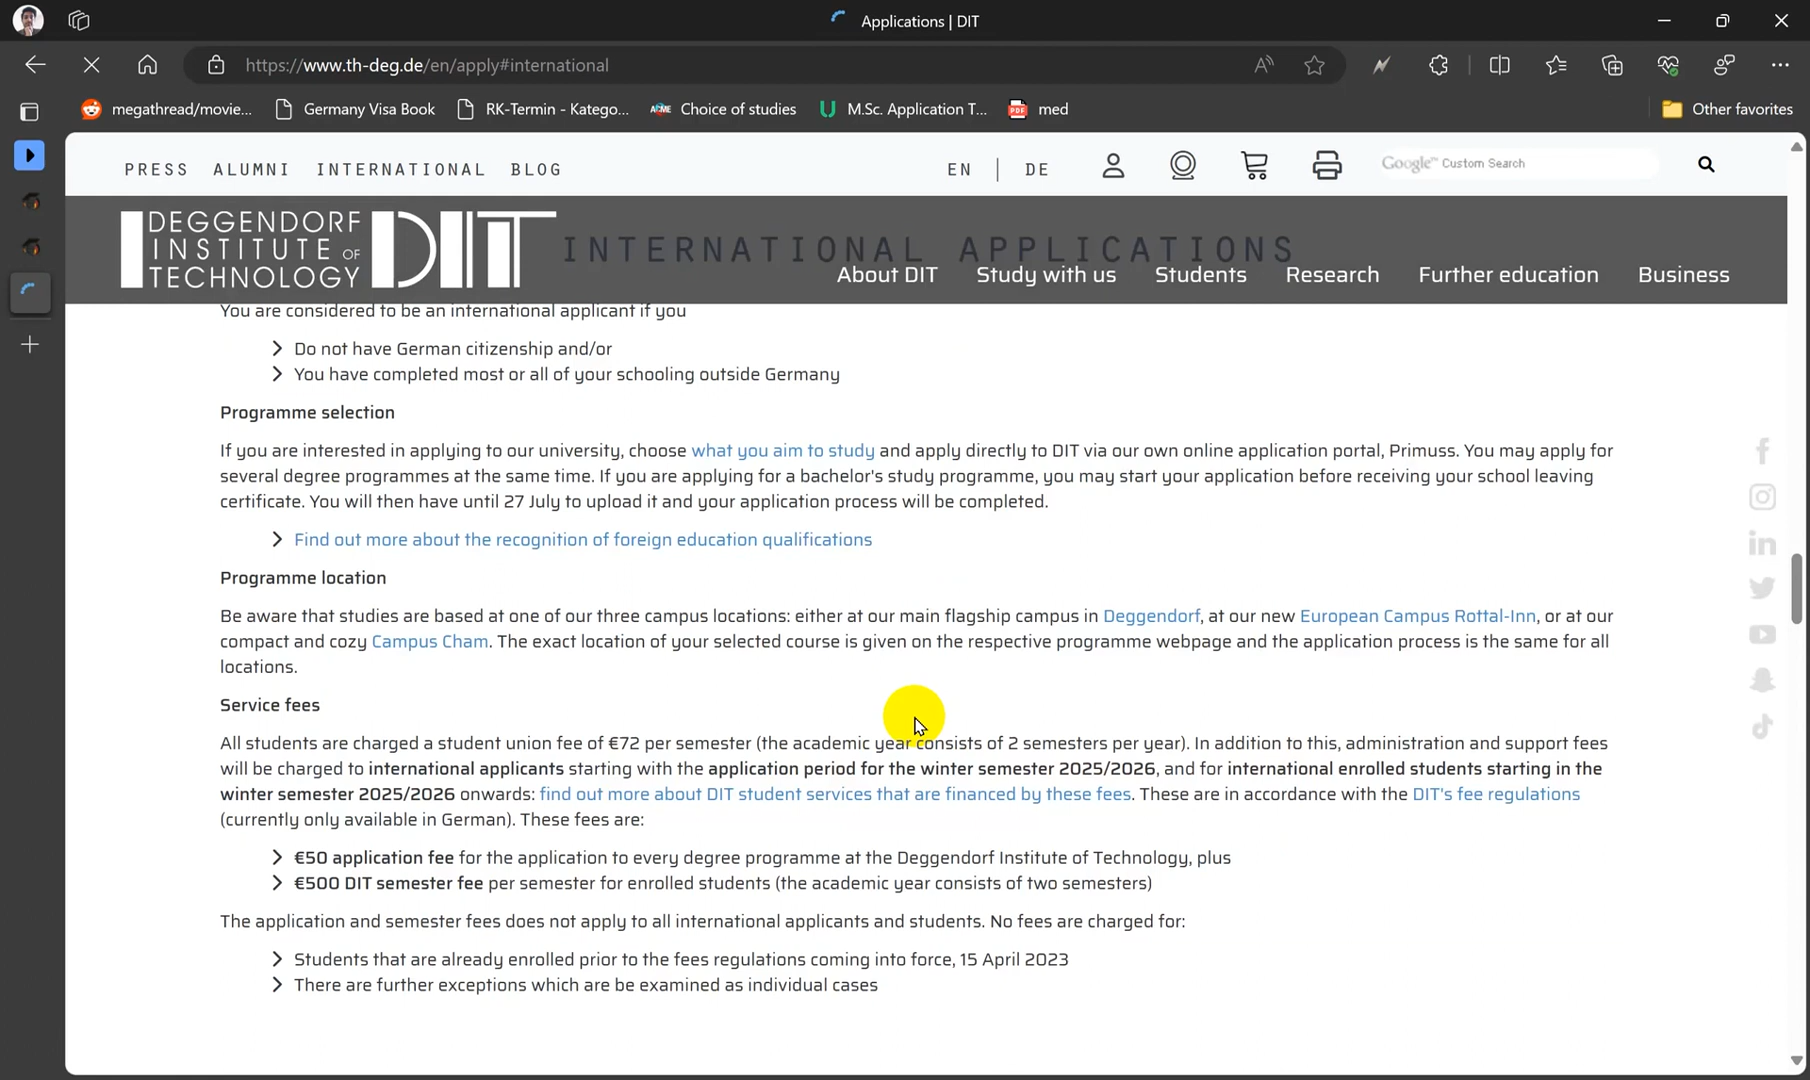 Applications | DIT
https://www.th-deg.de/en/apply#international
megathread/movie...
Germany Visa Book
RK-Termin - Katego...
ACME
Choice of studies
M.Sc. Application T...
PDF
med
Other favorites
PRESS ALUMNI INTERNATIONAL BLOG
EN | DE
Google™ Custom Search
DEGGENDORF
INSTITUTE OF
TECHNOLOGY
DIT
INTERNATIONAL APPLICATIONS
About DIT Study with us Students Research Further education Business
You are considered to be an international applicant if you
Do not have German citizenship and/or
You have completed most or all of your schooling outside Germany
Programme selection
If you are interested in applying to our university, choose what you aim to study and apply directly to DIT via our own online application portal, Primuss. You may apply for
several degree programmes at the same time. If you are applying for a bachelor's study programme, you may start your application before receiving your school leaving
certificate. You will then have until 27 July to upload it and your application process will be completed.
Find out more about the recognition of foreign education qualifications
Programme location
Be aware that studies are based at one of our three campus locations: either at our main flagship campus in Deggendorf, at our new European Campus Rottal-Inn, or at our
compact and cozy Campus Cham. The exact location of your selected course is given on the respective programme webpage and the application process is the same for all
locations.
Service fees
All students are charged a student union fee of €72 per semester (the academic year consists of 2 semesters per year). In addition to this, administration and support fees
will be charged to international applicants starting with the application period for the winter semester 2025/2026, and for international enrolled students starting in the
winter semester 2025/2026 onwards: find out more about DIT student services that are financed by these fees. These are in accordance with the DIT's fee regulations
(currently only available in German). These fees are:
€50 application fee for the application to every degree programme at the Deggendorf Institute of Technology, plus
€500 DIT semester fee per semester for enrolled students (the academic year consists of two semesters)
The application and semester fees does not apply to all international applicants and students. No fees are charged for:
Students that are already enrolled prior to the fees regulations coming into force, 15 April 2023
There are further exceptions which are be examined as individual cases